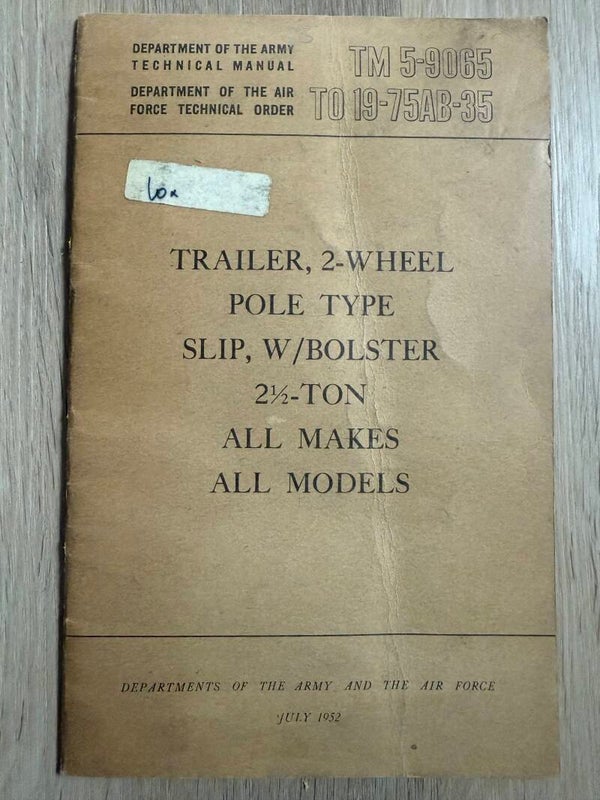 DEPARTMENT OF THE ARMY
TECHNICAL MANUAL
TM 5-9065
DEPARTMENT OF THE AIR
FORCE TECHNICAL ORDER
TO 19-75AB-35
TRAILER, 2-WHEEL
POLE TYPE
SLIP, W/BOLSTER
2½-TON
ALL MAKES
ALL MODELS
DEPARTMENTS OF THE ARMY AND THE AIR FORCE
JULY 1952